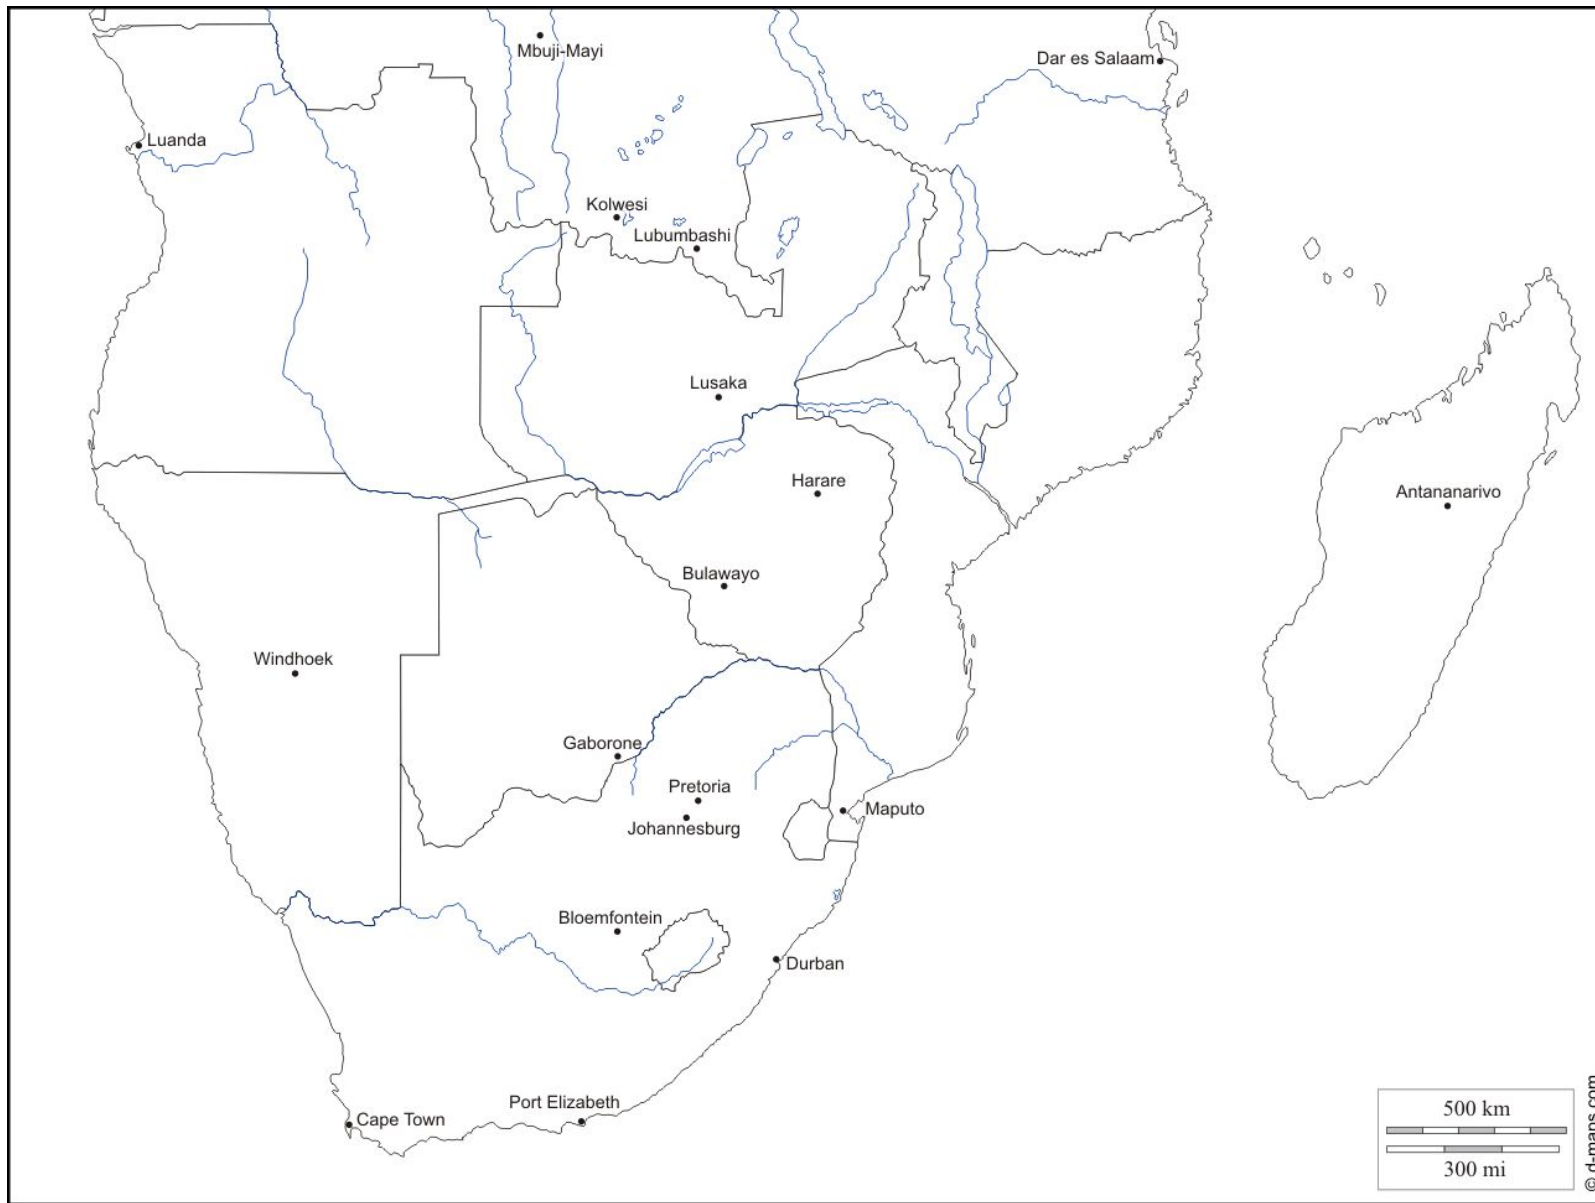 Mbuji-Mayi
Dar es Salaam
Luanda
Kolwesi
Lubumbashi
Lusaka
Harare
Antananarivo
Bulawayo
Windhoek
Gaborone
Pretoria
Johannesburg
Maputo
Bloemfontein
Durban
Port Elizabeth
Cape Town
500 km
300 mi
© d-maps.com